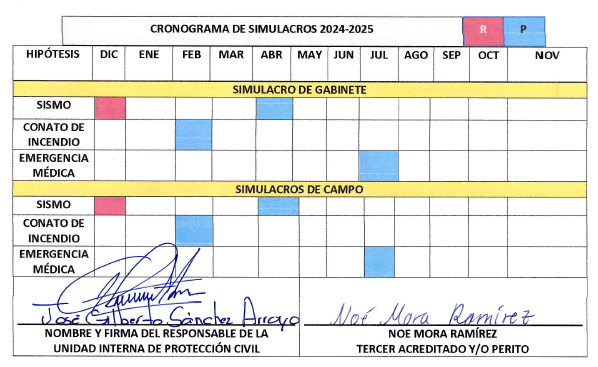 CRONOGRAMA DE SIMULACROS 2024-2025 R P
HIPÓTESIS DIC ENE FEB MAR ABR MAY JUN JUL AGO SEP OCT NOV
SIMULACRO DE GABINETE
SISMO
CONATO DE
INCENDIO
EMERGENCIA
MÉDICA
SIMULACROS DE CAMPO
SISMO
CONATO DE
INCENDIO
EMERGENCIA
MÉDICA
José Gilberto Sánchez Arroyo
NOMBRE Y FIRMA DEL RESPONSABLE DE LA
UNIDAD INTERNA DE PROTECCIÓN CIVIL
Noé Mora Ramírez
NOE MORA RAMÍREZ
TERCER ACREDITADO Y/O PERITO